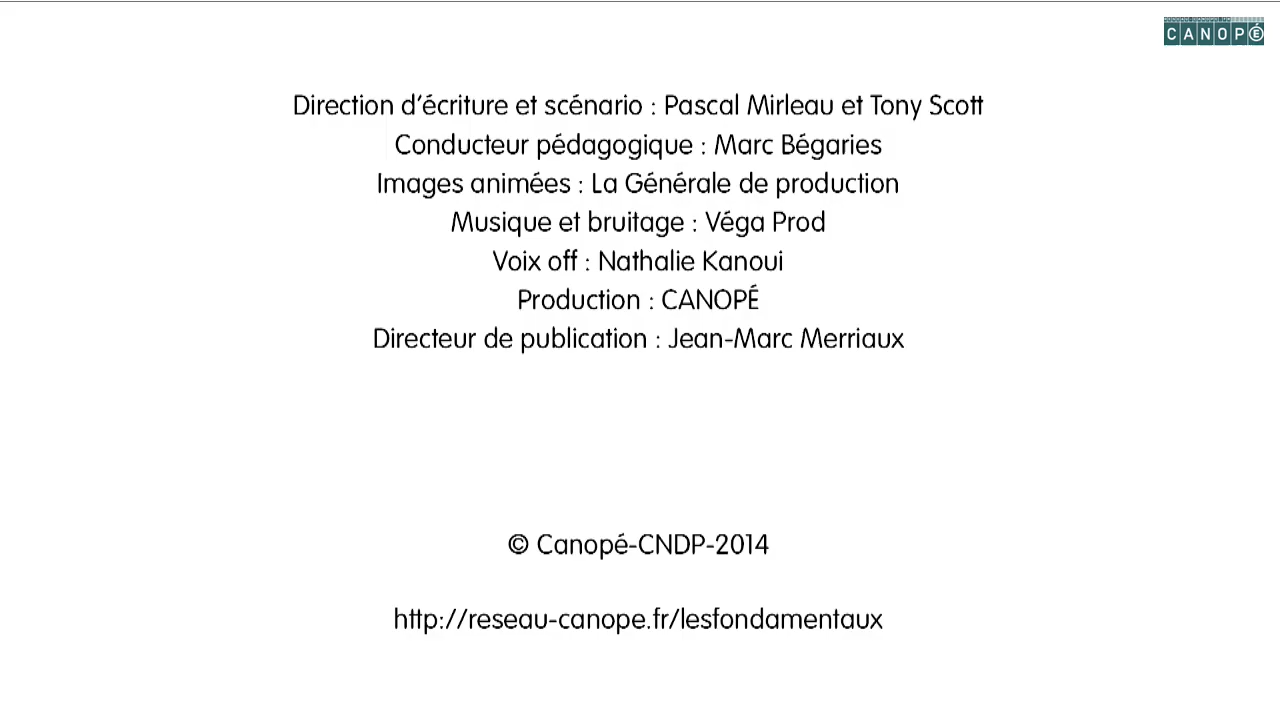 CANOPÉ
Direction d'écriture et scénario : Pascal Mirleau et Tony Scott
Conducteur pédagogique : Marc Bégaries
Images animées : La Générale de production
Musique et bruitage : Véga Prod
Voix off : Nathalie Kanoui
Production : CANOPÉ
Directeur de publication : Jean-Marc Merriaux
© Canopé-CNDP-2014
http://reseau-canope.fr/lesfondamentaux